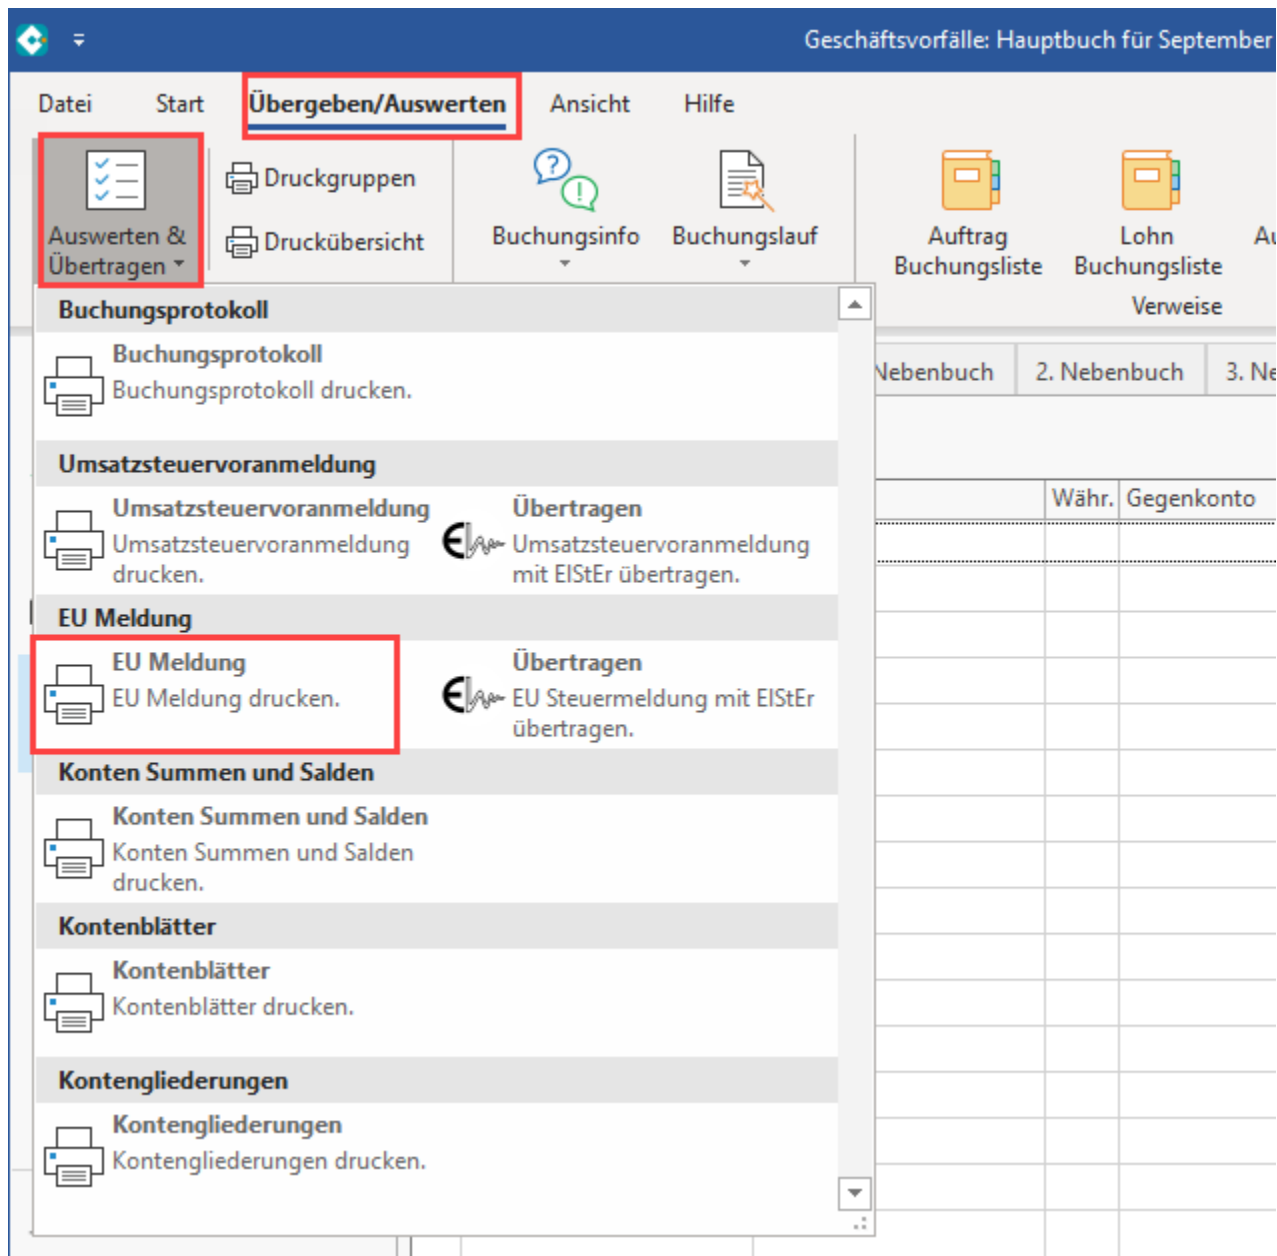 Geschäftsvorfälle: Hauptbuch für September
Datei Start Übergeben/Auswerten Ansicht Hilfe
Auswerten &
Übertragen
Druckgruppen
Druckübersicht
Buchungsinfo
Buchungslauf
Auftrag
Buchungsliste
Lohn
Buchungsliste
Verweise
Buchungsprotokoll
Buchungsprotokoll
Buchungsprotokoll drucken.
Umsatzsteuervoranmeldung
Umsatzsteuervoranmeldung
Umsatzsteuervoranmeldung
drucken.
Übertragen
Umsatzsteuervoranmeldung
mit ElStEr übertragen.
EU Meldung
EU Meldung
EU Meldung drucken.
Übertragen
EU Steuermeldung mit ElStEr
übertragen.
Konten Summen und Salden
Konten Summen und Salden
Konten Summen und Salden
drucken.
Kontenblätter
Kontenblätter
Kontenblätter drucken.
Kontengliederungen
Kontengliederungen
Kontengliederungen drucken.
Nebenbuch 2. Nebenbuch 3. Ne
Währ. Gegenkonto